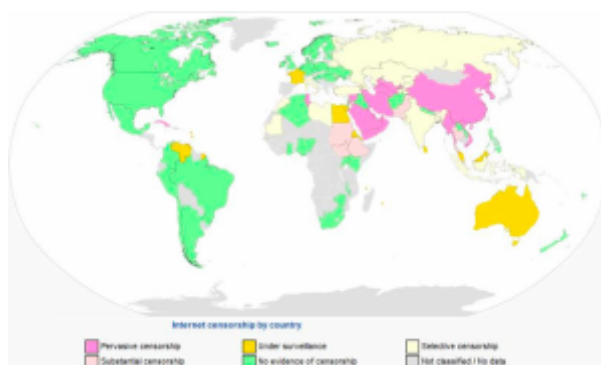 Internet censorship by country
Pervasive censorship Under surveillance Selective censorship
Substantial censorship No evidence of censorship Not classified / No data